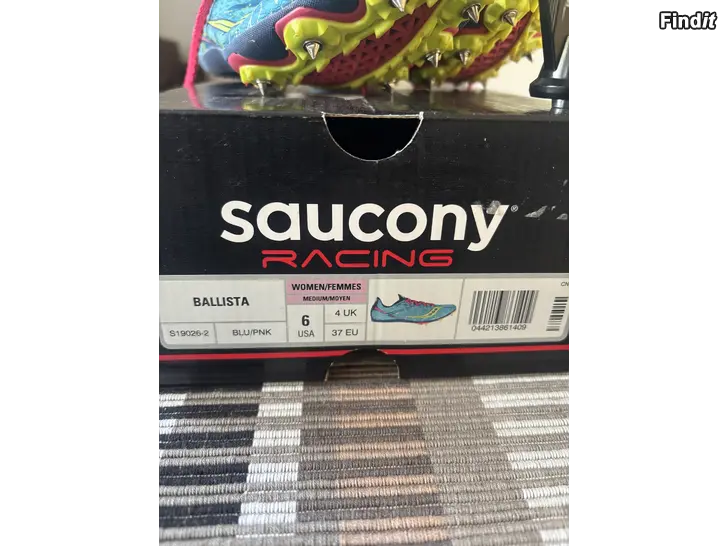 Findit
saucony®
RACING
BALLISTA
S19026-2
BLU/PNK
WOMEN/FEMMES
MEDIUM/MOYEN
6
USA
4 UK
37 EU
044213861409